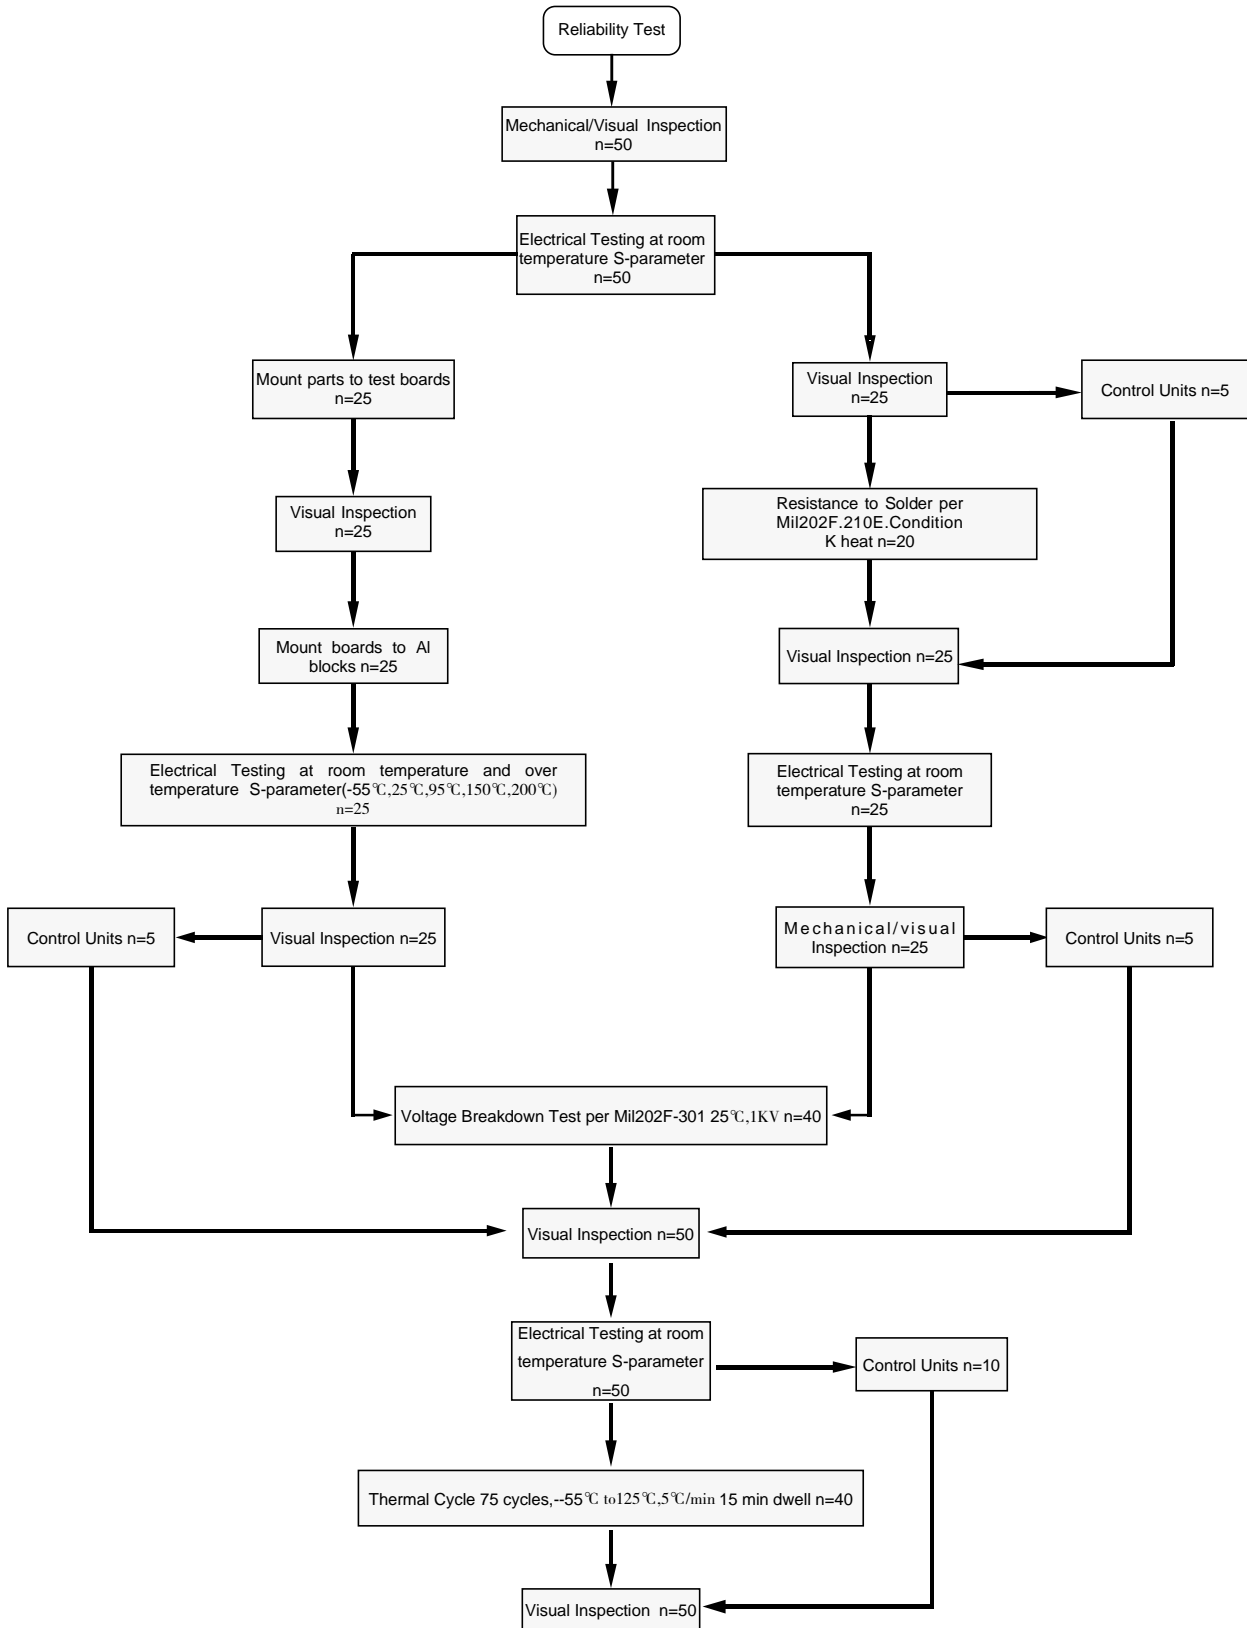 Reliability Test
Mechanical/Visual Inspection
n=50
Electrical Testing at room
temperature S-parameter
n=50
Mount parts to test boards
n=25
Visual Inspection
n=25
Control Units n=5
Visual Inspection
n=25
Resistance to Solder per
Mil202F.210E.Condition
K heat n=20
Mount boards to Al
blocks n=25
Visual Inspection n=25
Electrical Testing at room temperature and over
temperature S-parameter(-55℃,25℃,95℃,150℃,200℃)
n=25
Electrical Testing at room
temperature S-parameter
n=25
Control Units n=5
Visual Inspection n=25
Mechanical/visual
Inspection n=25
Control Units n=5
Voltage Breakdown Test per Mil202F-301 25℃,1KV n=40
Visual Inspection n=50
Electrical Testing at room
temperature S-parameter
n=50
Control Units n=10
Thermal Cycle 75 cycles,--55℃ to125℃,5℃/min 15 min dwell n=40
Visual Inspection n=50